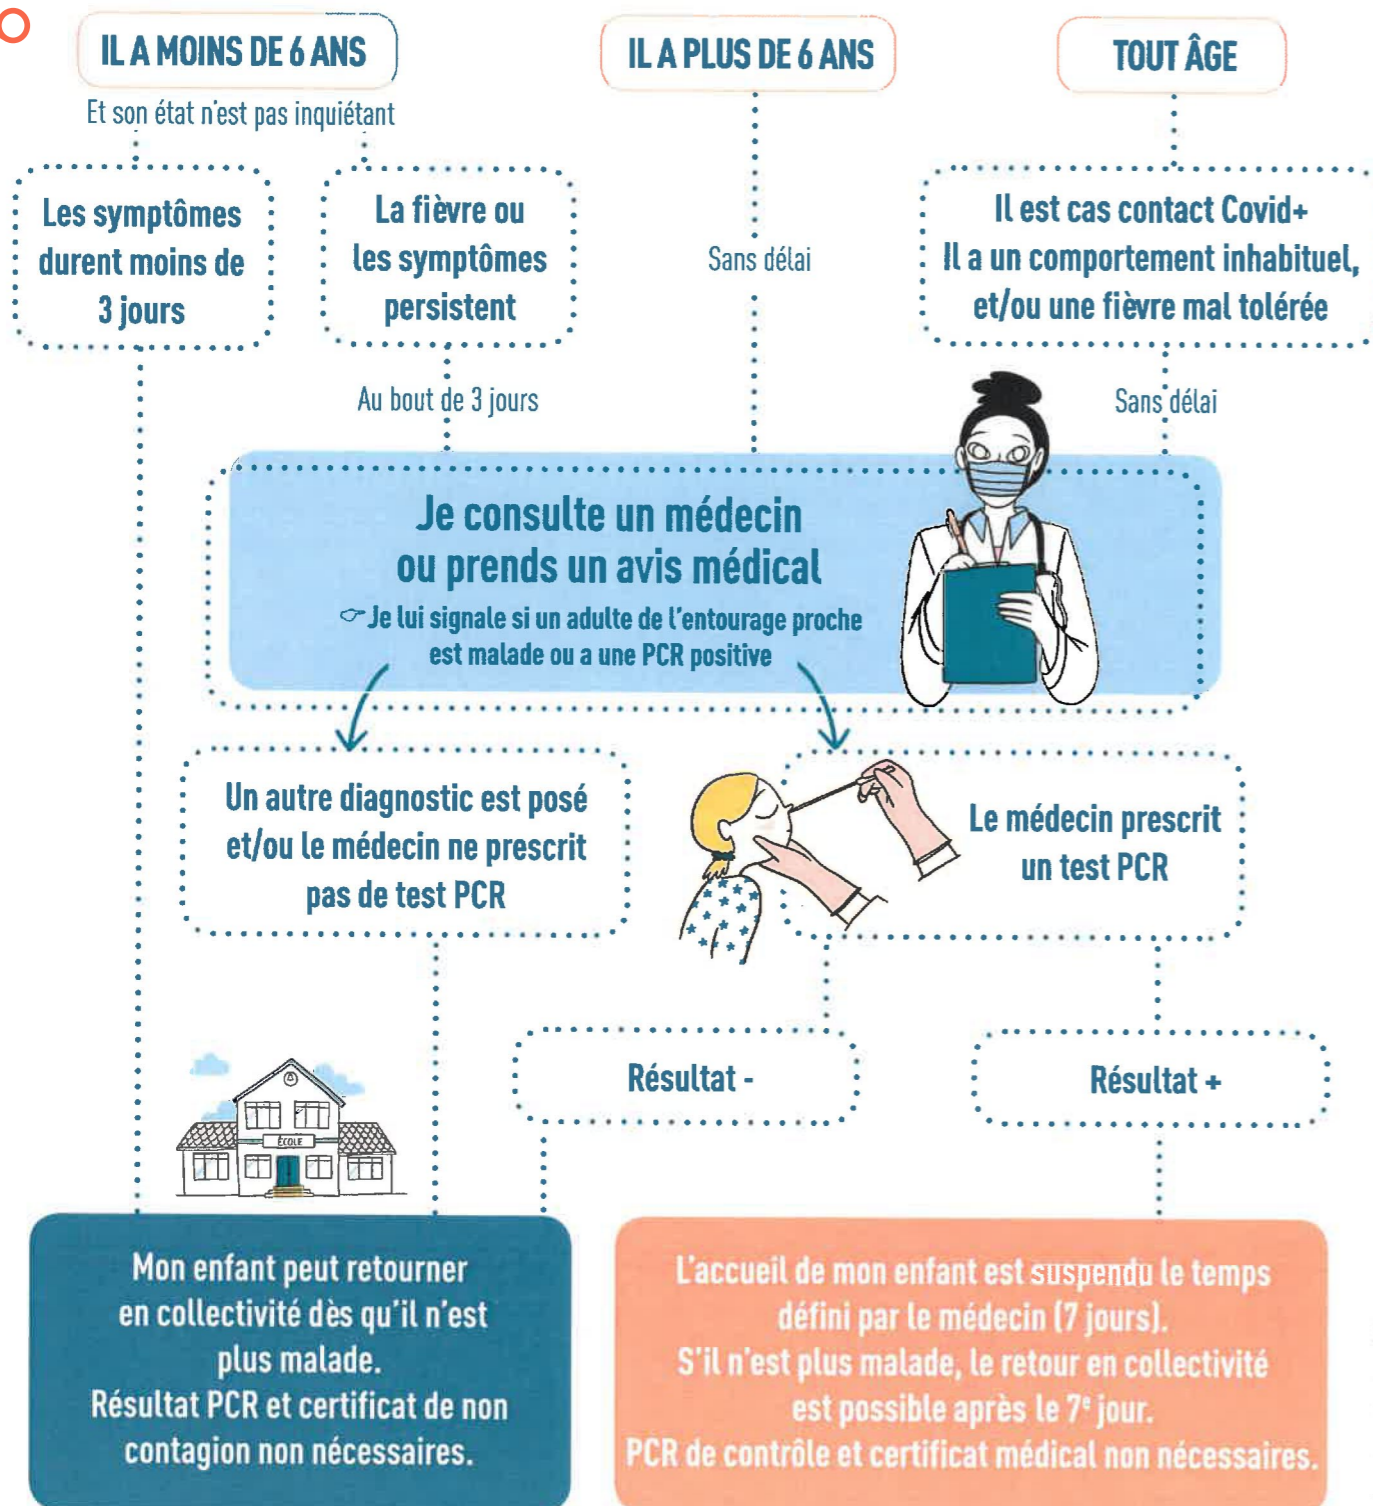 IL A MOINS DE 6 ANS
Et son état n'est pas inquiétant
IL A PLUS DE 6 ANS
TOUT ÂGE
Les symptômes
durent moins de
3 jours
La fièvre ou
les symptômes
persistent
Sans délai
Il est cas contact Covid+
Il a un comportement inhabituel,
et/ou une fièvre mal tolérée
Au bout de 3 jours
Sans délai
Je consulte un médecin
ou prends un avis médical
☞ Je lui signale si un adulte de l'entourage proche
est malade ou a une PCR positive
Un autre diagnostic est posé
et/ou le médecin ne prescrit
pas de test PCR
Le médecin prescrit
un test PCR
Résultat -
Résultat +
ÉCOLE
Mon enfant peut retourner
en collectivité dès qu'il n'est
plus malade.
Résultat PCR et certificat de non
contagion non nécessaires.
L'accueil de mon enfant est suspendu le temps
défini par le médecin (7 jours).
S'il n'est plus malade, le retour en collectivité
est possible après le 7e jour.
PCR de contrôle et certificat médical non nécessaires.